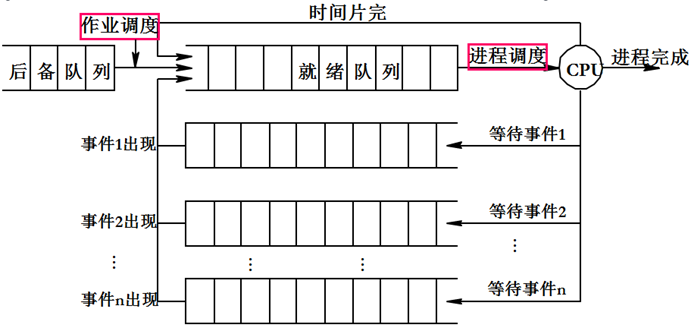 时间片完
作业调度
后备队列
就绪队列
进程调度
CPU
进程完成
事件1出现
等待事件1
事件2出现
等待事件2
⋮
⋮
⋮
⋮
事件n出现
等待事件n